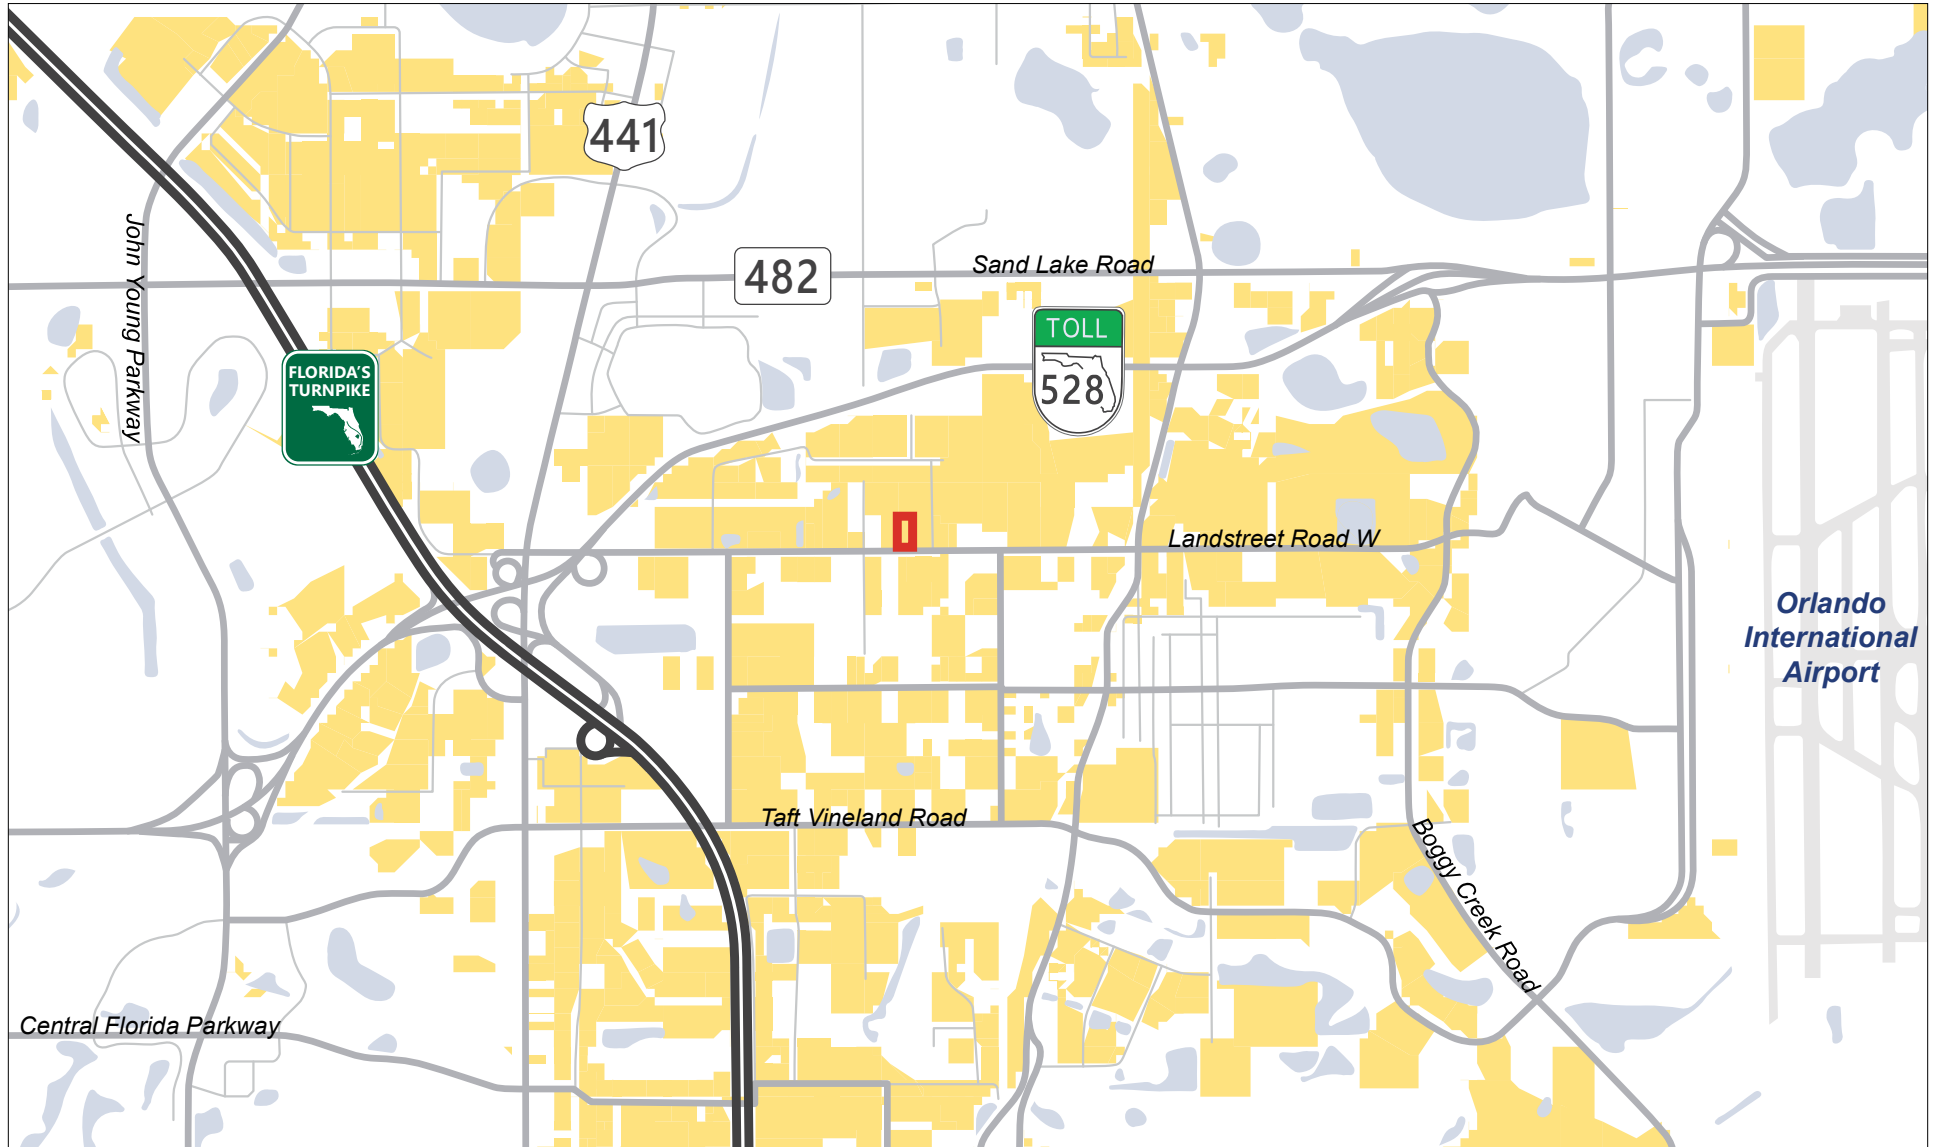 441
John Young Parkway
482
Sand Lake Road
TOLL
528
FLORIDA'S
TURNPIKE
Landstreet Road W
Orlando
International
Airport
Taft Vineland Road
Boggy Creek Road
Central Florida Parkway